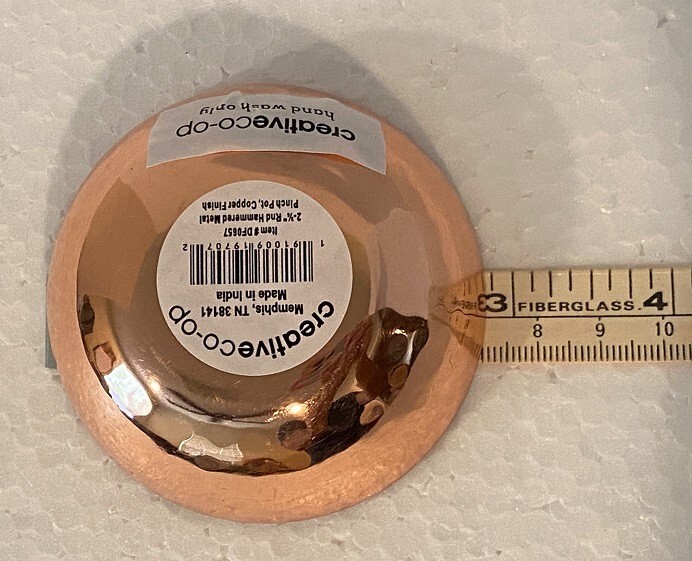 creativeco-op
Memphis, TN 38141
Made in India
1 91009 19707 2
Item # DF0657
2-¾" Rnd Hammered Metal
Pinch Pot, Copper Finish
creativeco-op
hand wash only
3 FIBERGLASS. 4
8 9 10